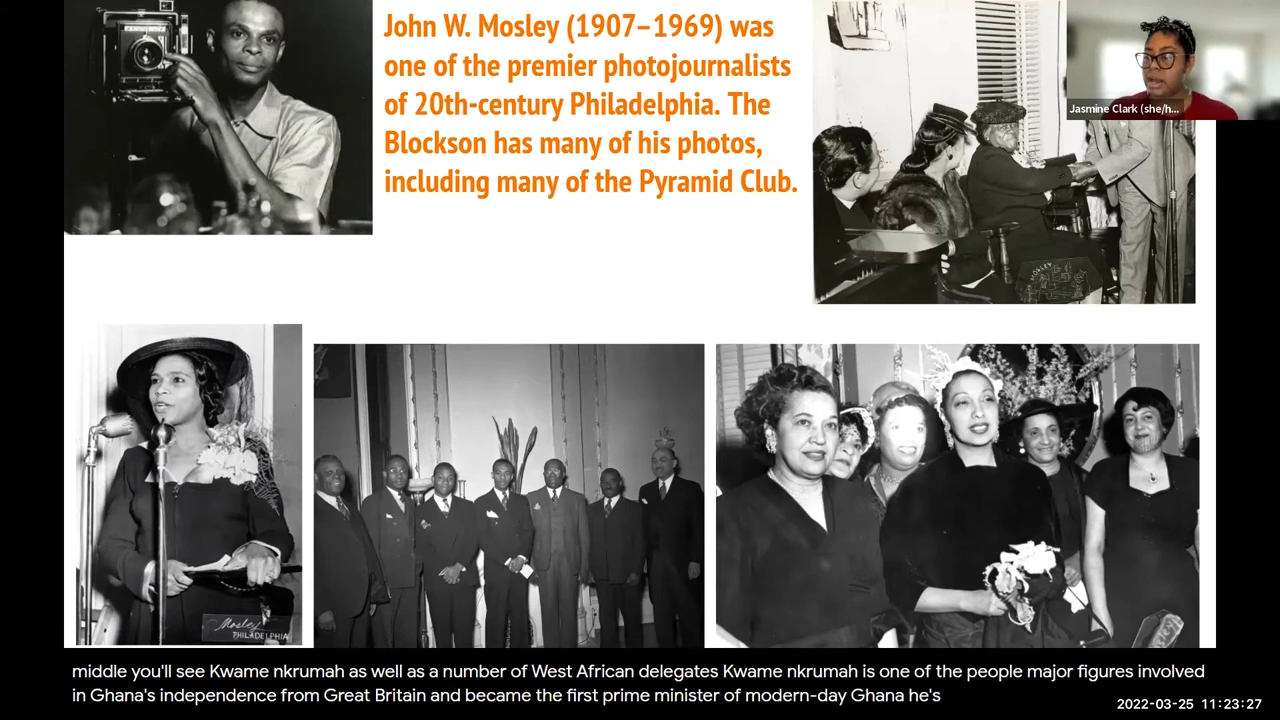 John W. Mosley (1907–1969) was
one of the premier photojournalists
of 20th-century Philadelphia. The
Blockson has many of his photos,
including many of the Pyramid Club.
Jasmine Clark (she/h...
MOSLEY
Mosley
PHILADELPHIA
middle you'll see Kwame nkrumah as well as a number of West African delegates Kwame nkrumah is one of the people major figures involved
in Ghana's independence from Great Britain and became the first prime minister of modern-day Ghana he's
2022-03-25 11:23:27